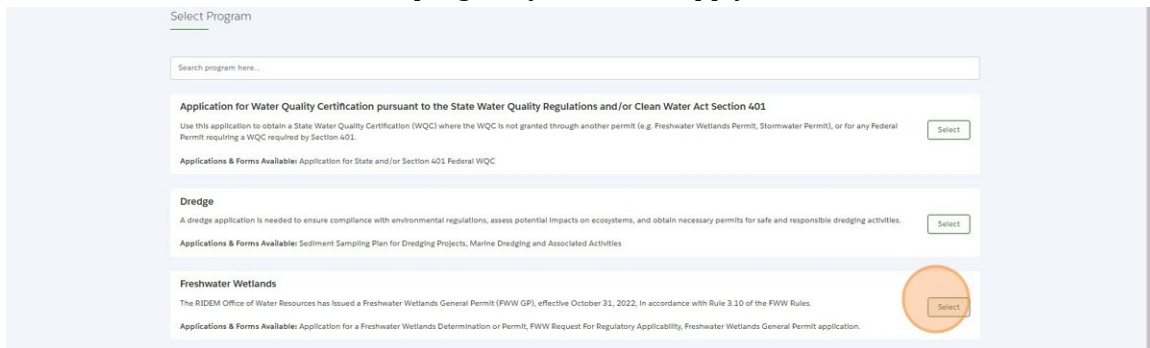 Select Program
Search program here...
Application for Water Quality Certification pursuant to the State Water Quality Regulations and/or Clean Water Act Section 401
Use this application to obtain a State Water Quality Certification (WQC) where the WQC is not granted through another permit (e.g. Freshwater Wetlands Permit, Stormwater Permit), or for any Federal
Permit requiring a WQC required by Section 401.
Select
Applications & Forms Available: Application for State and/or Section 401 Federal WQC
Dredge
A dredge application is needed to ensure compliance with environmental regulations, assess potential impacts on ecosystems, and obtain necessary permits for safe and responsible dredging activities.
Select
Applications & Forms Available: Sediment Sampling Plan for Dredging Projects, Marine Dredging and Associated Activities
Freshwater Wetlands
The RIDEM Office of Water Resources has issued a Freshwater Wetlands General Permit (FWW GP), effective October 31, 2022, in accordance with Rule 3.10 of the FWW Rules.
Select
Applications & Forms Available: Application for a Freshwater Wetlands Determination or Permit, FWW Request For Regulatory Applicability, Freshwater Wetlands General Permit application.